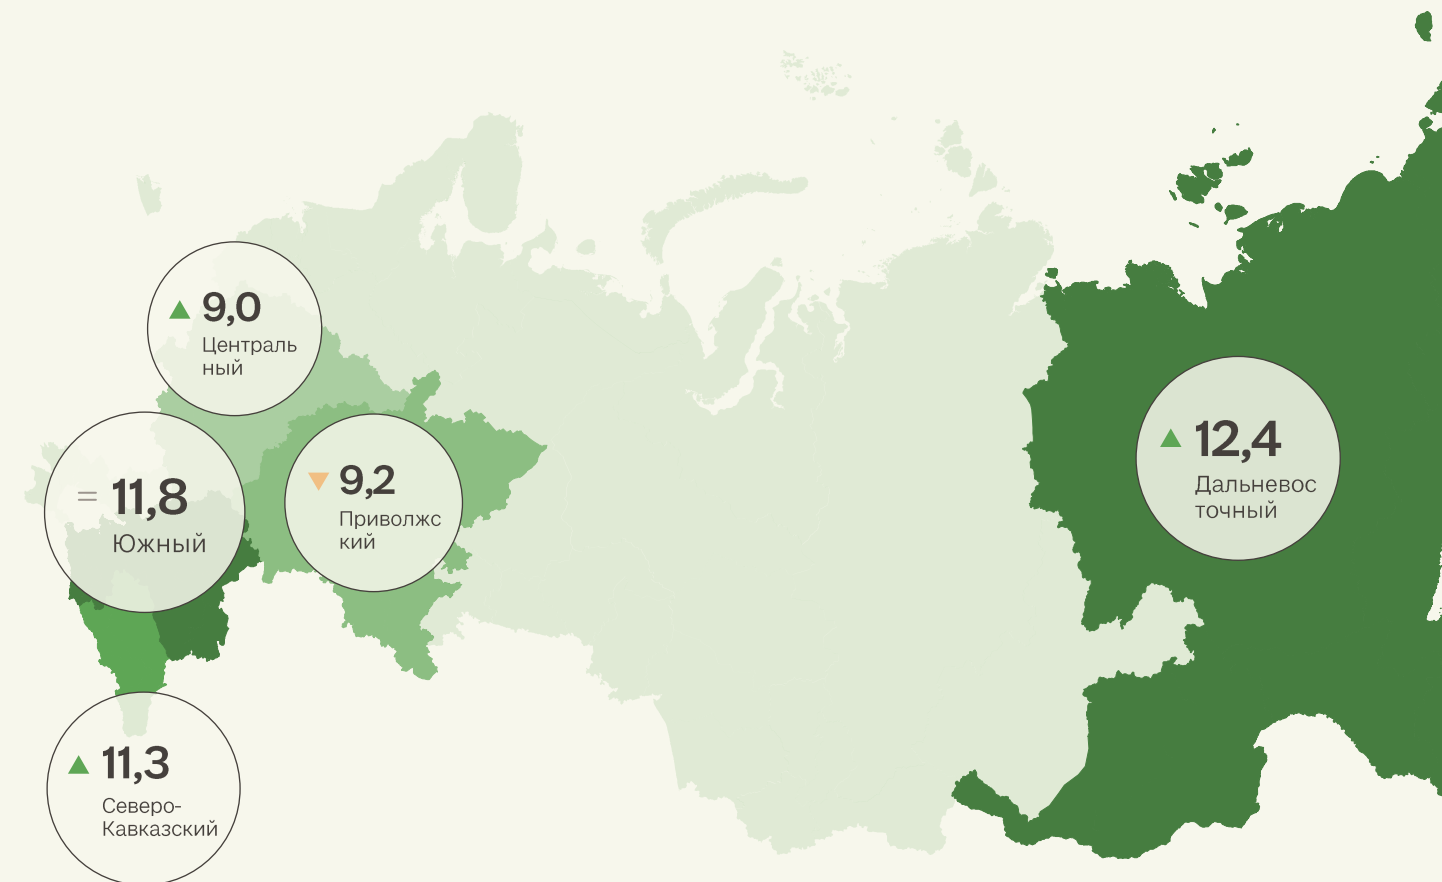 9,0
Централь
ный
11,8
Южный
9,2
Приволжс
кий
12,4
Дальневос
точный
11,3
Северо-
Кавказский